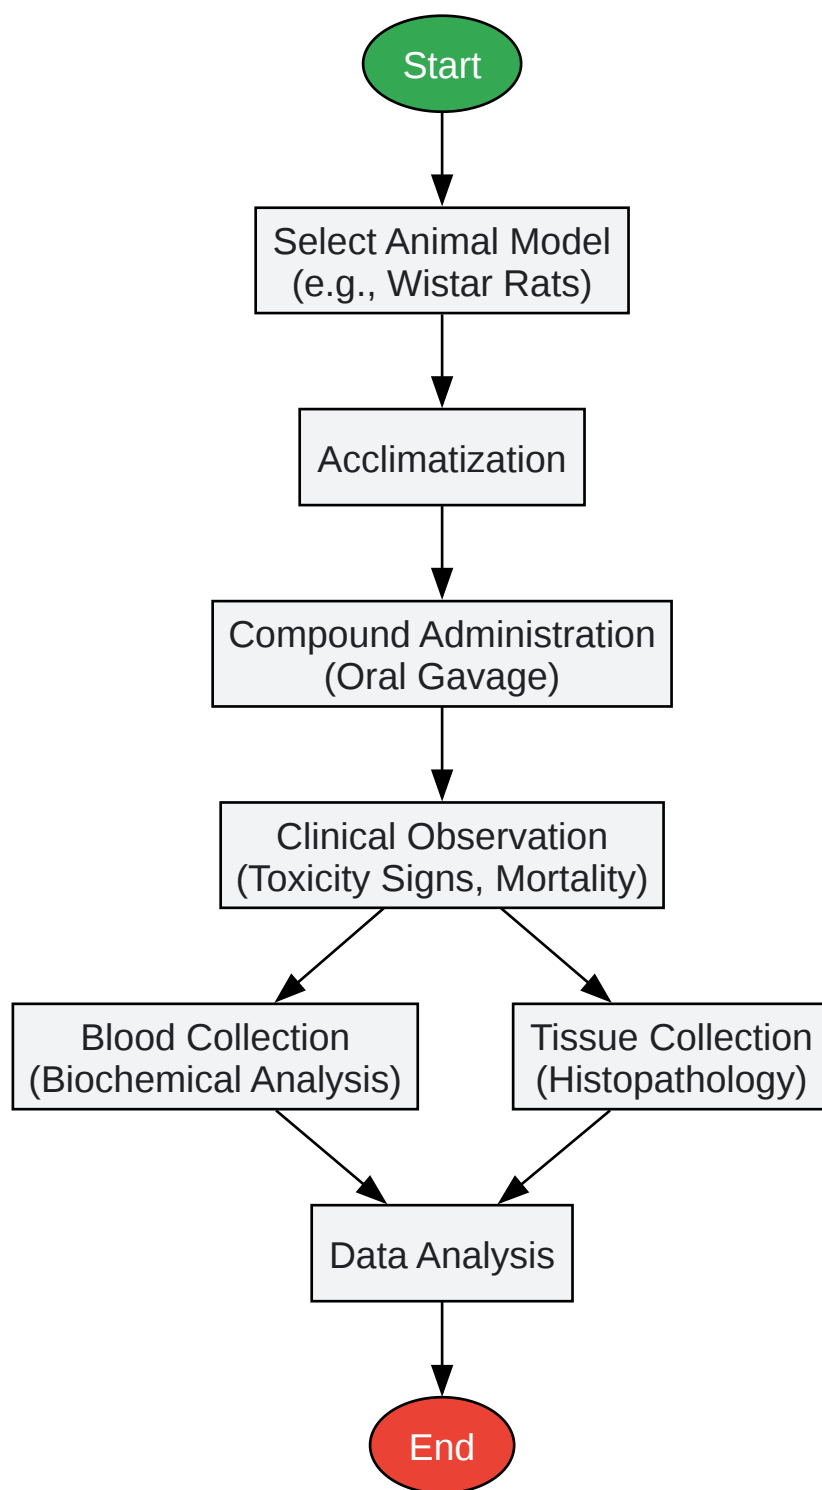 Start
Select Animal Model
(e.g., Wistar Rats)
Acclimatization
Compound Administration
(Oral Gavage)
Clinical Observation
(Toxicity Signs, Mortality)
Blood Collection
(Biochemical Analysis)
Tissue Collection
(Histopathology)
Data Analysis
End